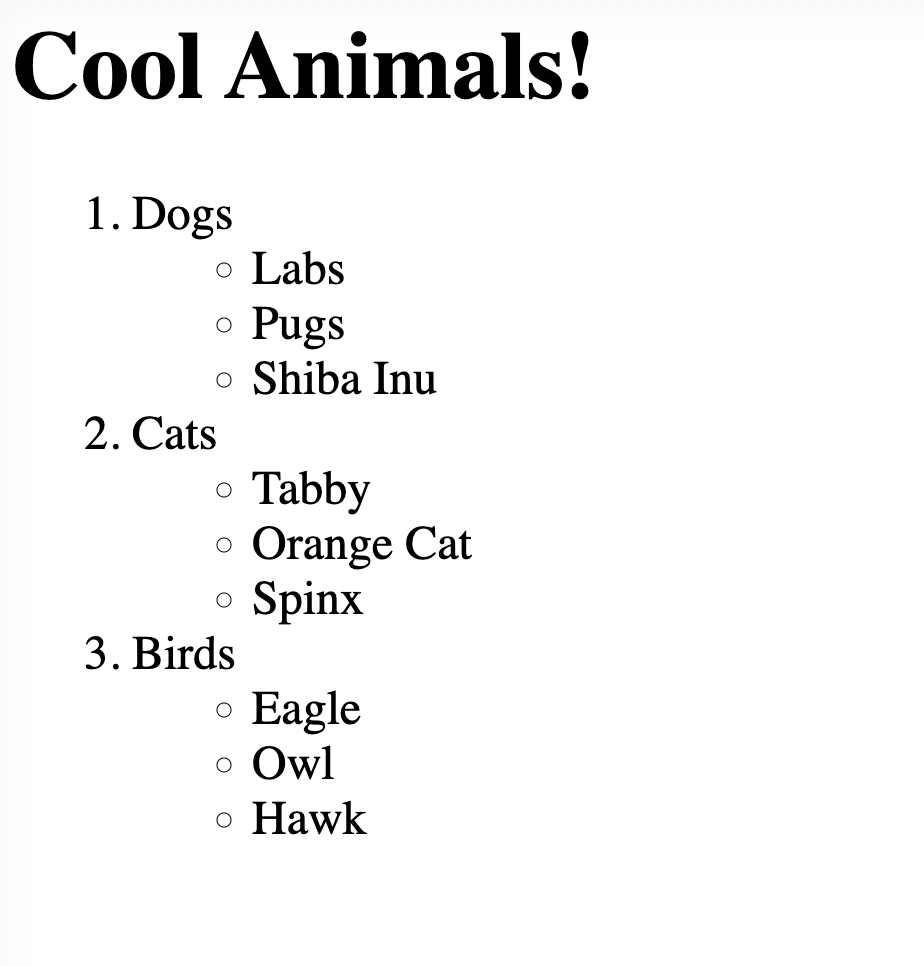 Cool Animals!
1. Dogs
○ Labs
○ Pugs
○ Shiba Inu
2. Cats
○ Tabby
○ Orange Cat
○ Spinx
3. Birds
○ Eagle
○ Owl
○ Hawk